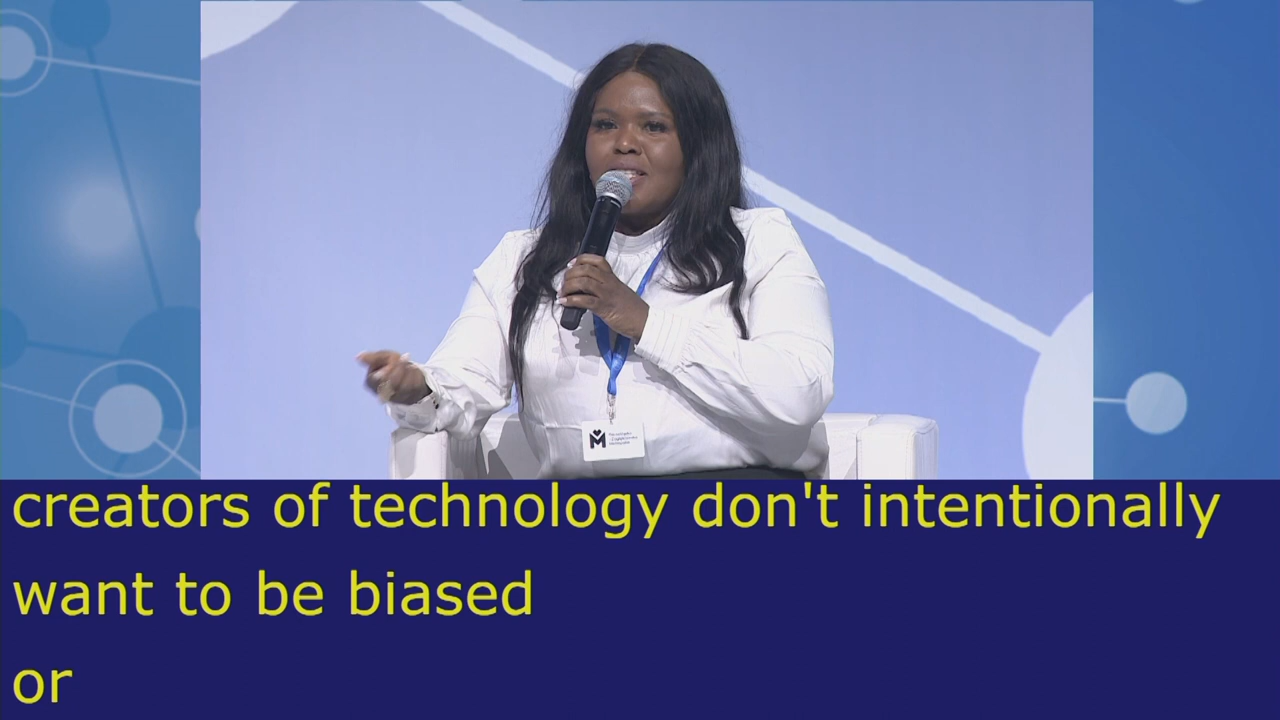 M
creators of technology don't intentionally
want to be biased
or